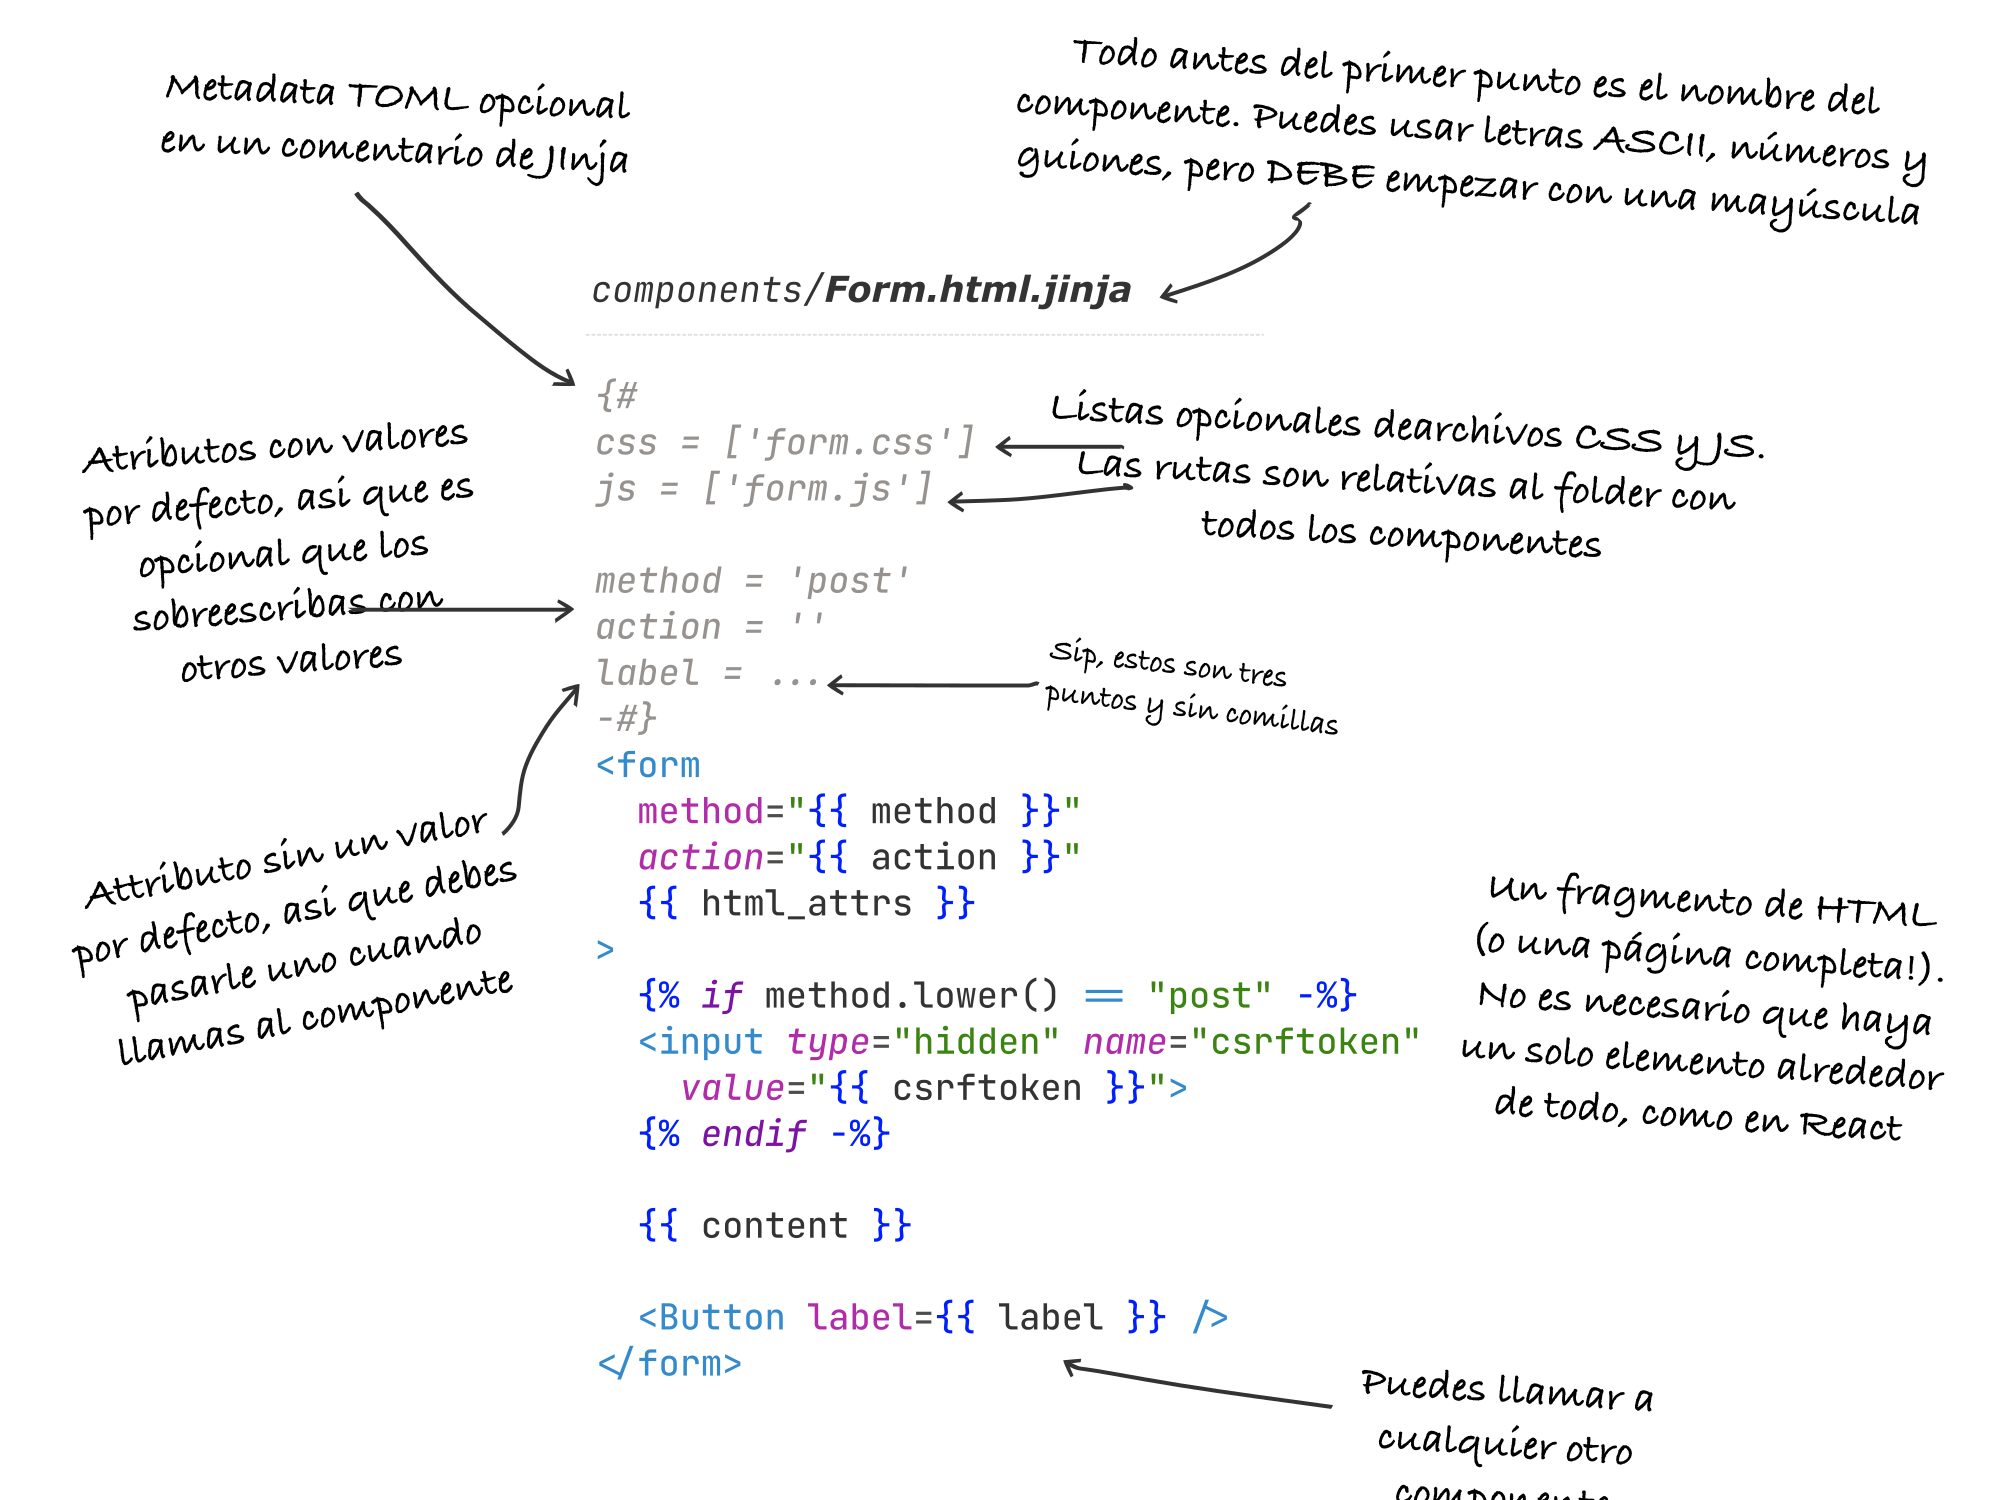 Metadata TOML opcional
en un comentario de JInja
Todo antes del primer punto es el nombre del
componente. Puedes usar letras ASCII, números y
guiones, pero DEBE empezar con una mayúscula
components/Form.html.jinja
{#
css = ['form.css']
js = ['form.js']
Listas opcionales dearchivos CSS y JS.
Las rutas son relativas al folder con
todos los componentes
Atributos con valores
por defecto, así que es
opcional que los
sobreescribas con
otros valores
method = 'post'
action = ''
label = ...
-#}
Sip, estos son tres
puntos y sin comillas
Attributo sin un valor
por defecto, así que debes
pasarle uno cuando
llamas al componente
<form
method="{{ method }}"
action="{{ action }}"
{{ html_attrs }}
>
{% if method.lower() == "post" -%}
<input type="hidden" name="csrftoken"
value="{{ csrftoken }}">
{% endif -%}
{{ content }}
<Button label={{ label }} />
</form>
Un fragmento de HTML
(o una página completa!).
No es necesario que haya
un solo elemento alrededor
de todo, como en React
Puedes llamar a
cualquier otro
componente